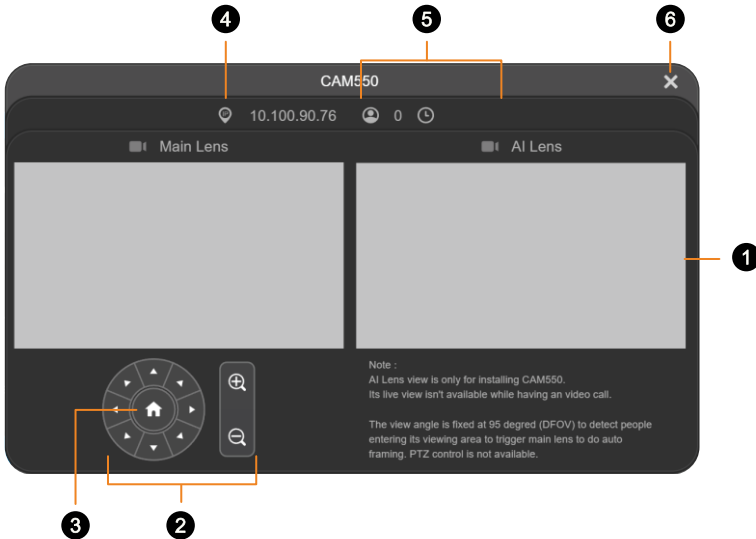 4
5
6
CAM550
10.100.90.76 0
Main Lens
AI Lens
1
Note :
AI Lens view is only for installing CAM550.
Its live view isn't available while having an video call.
The view angle is fixed at 95 degred (DFOV) to detect people
entering its viewing area to trigger main lens to do auto
framing. PTZ control is not available.
3
2